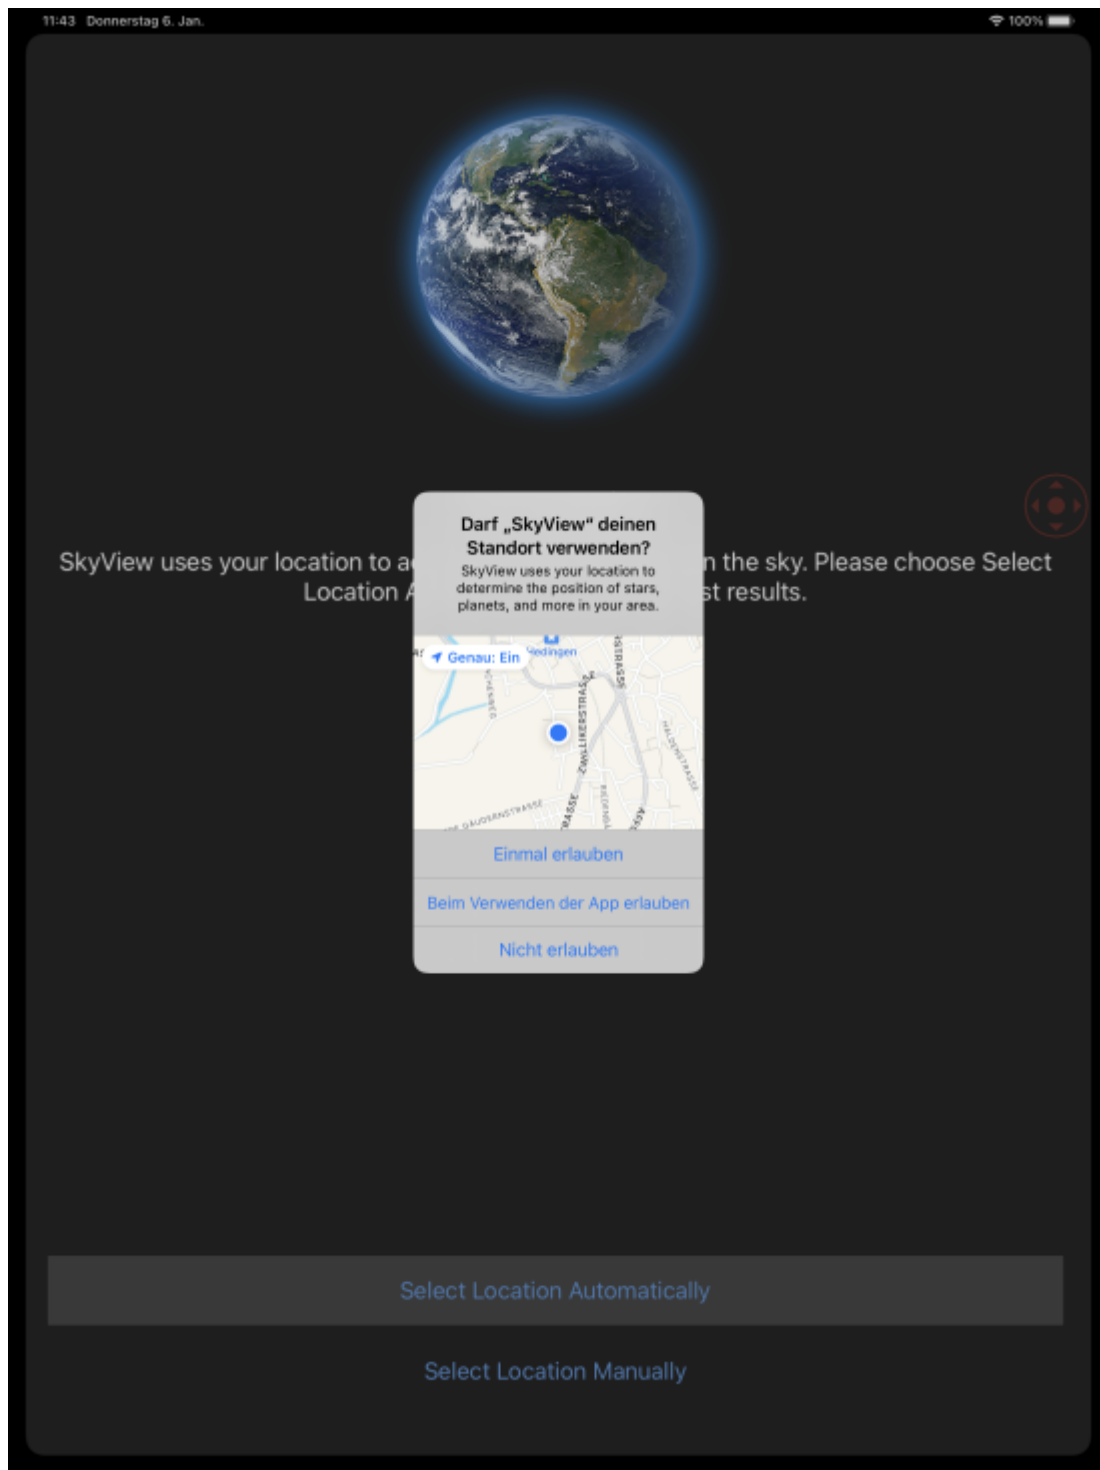 11:43 Donnerstag 6. Jan.
100%
Darf „SkyView“ deinen
Standort verwenden?
SkyView uses your location to
determine the position of stars,
planets, and more in your area.
SkyView uses your location to n the sky. Please choose Select
Location st results.
Genau: Ein
Hedingen
ZWILLIKERSTRASSE
HALDENSTRASSE
Einmal erlauben
Beim Verwenden der App erlauben
Nicht erlauben
Select Location Automatically
Select Location Manually